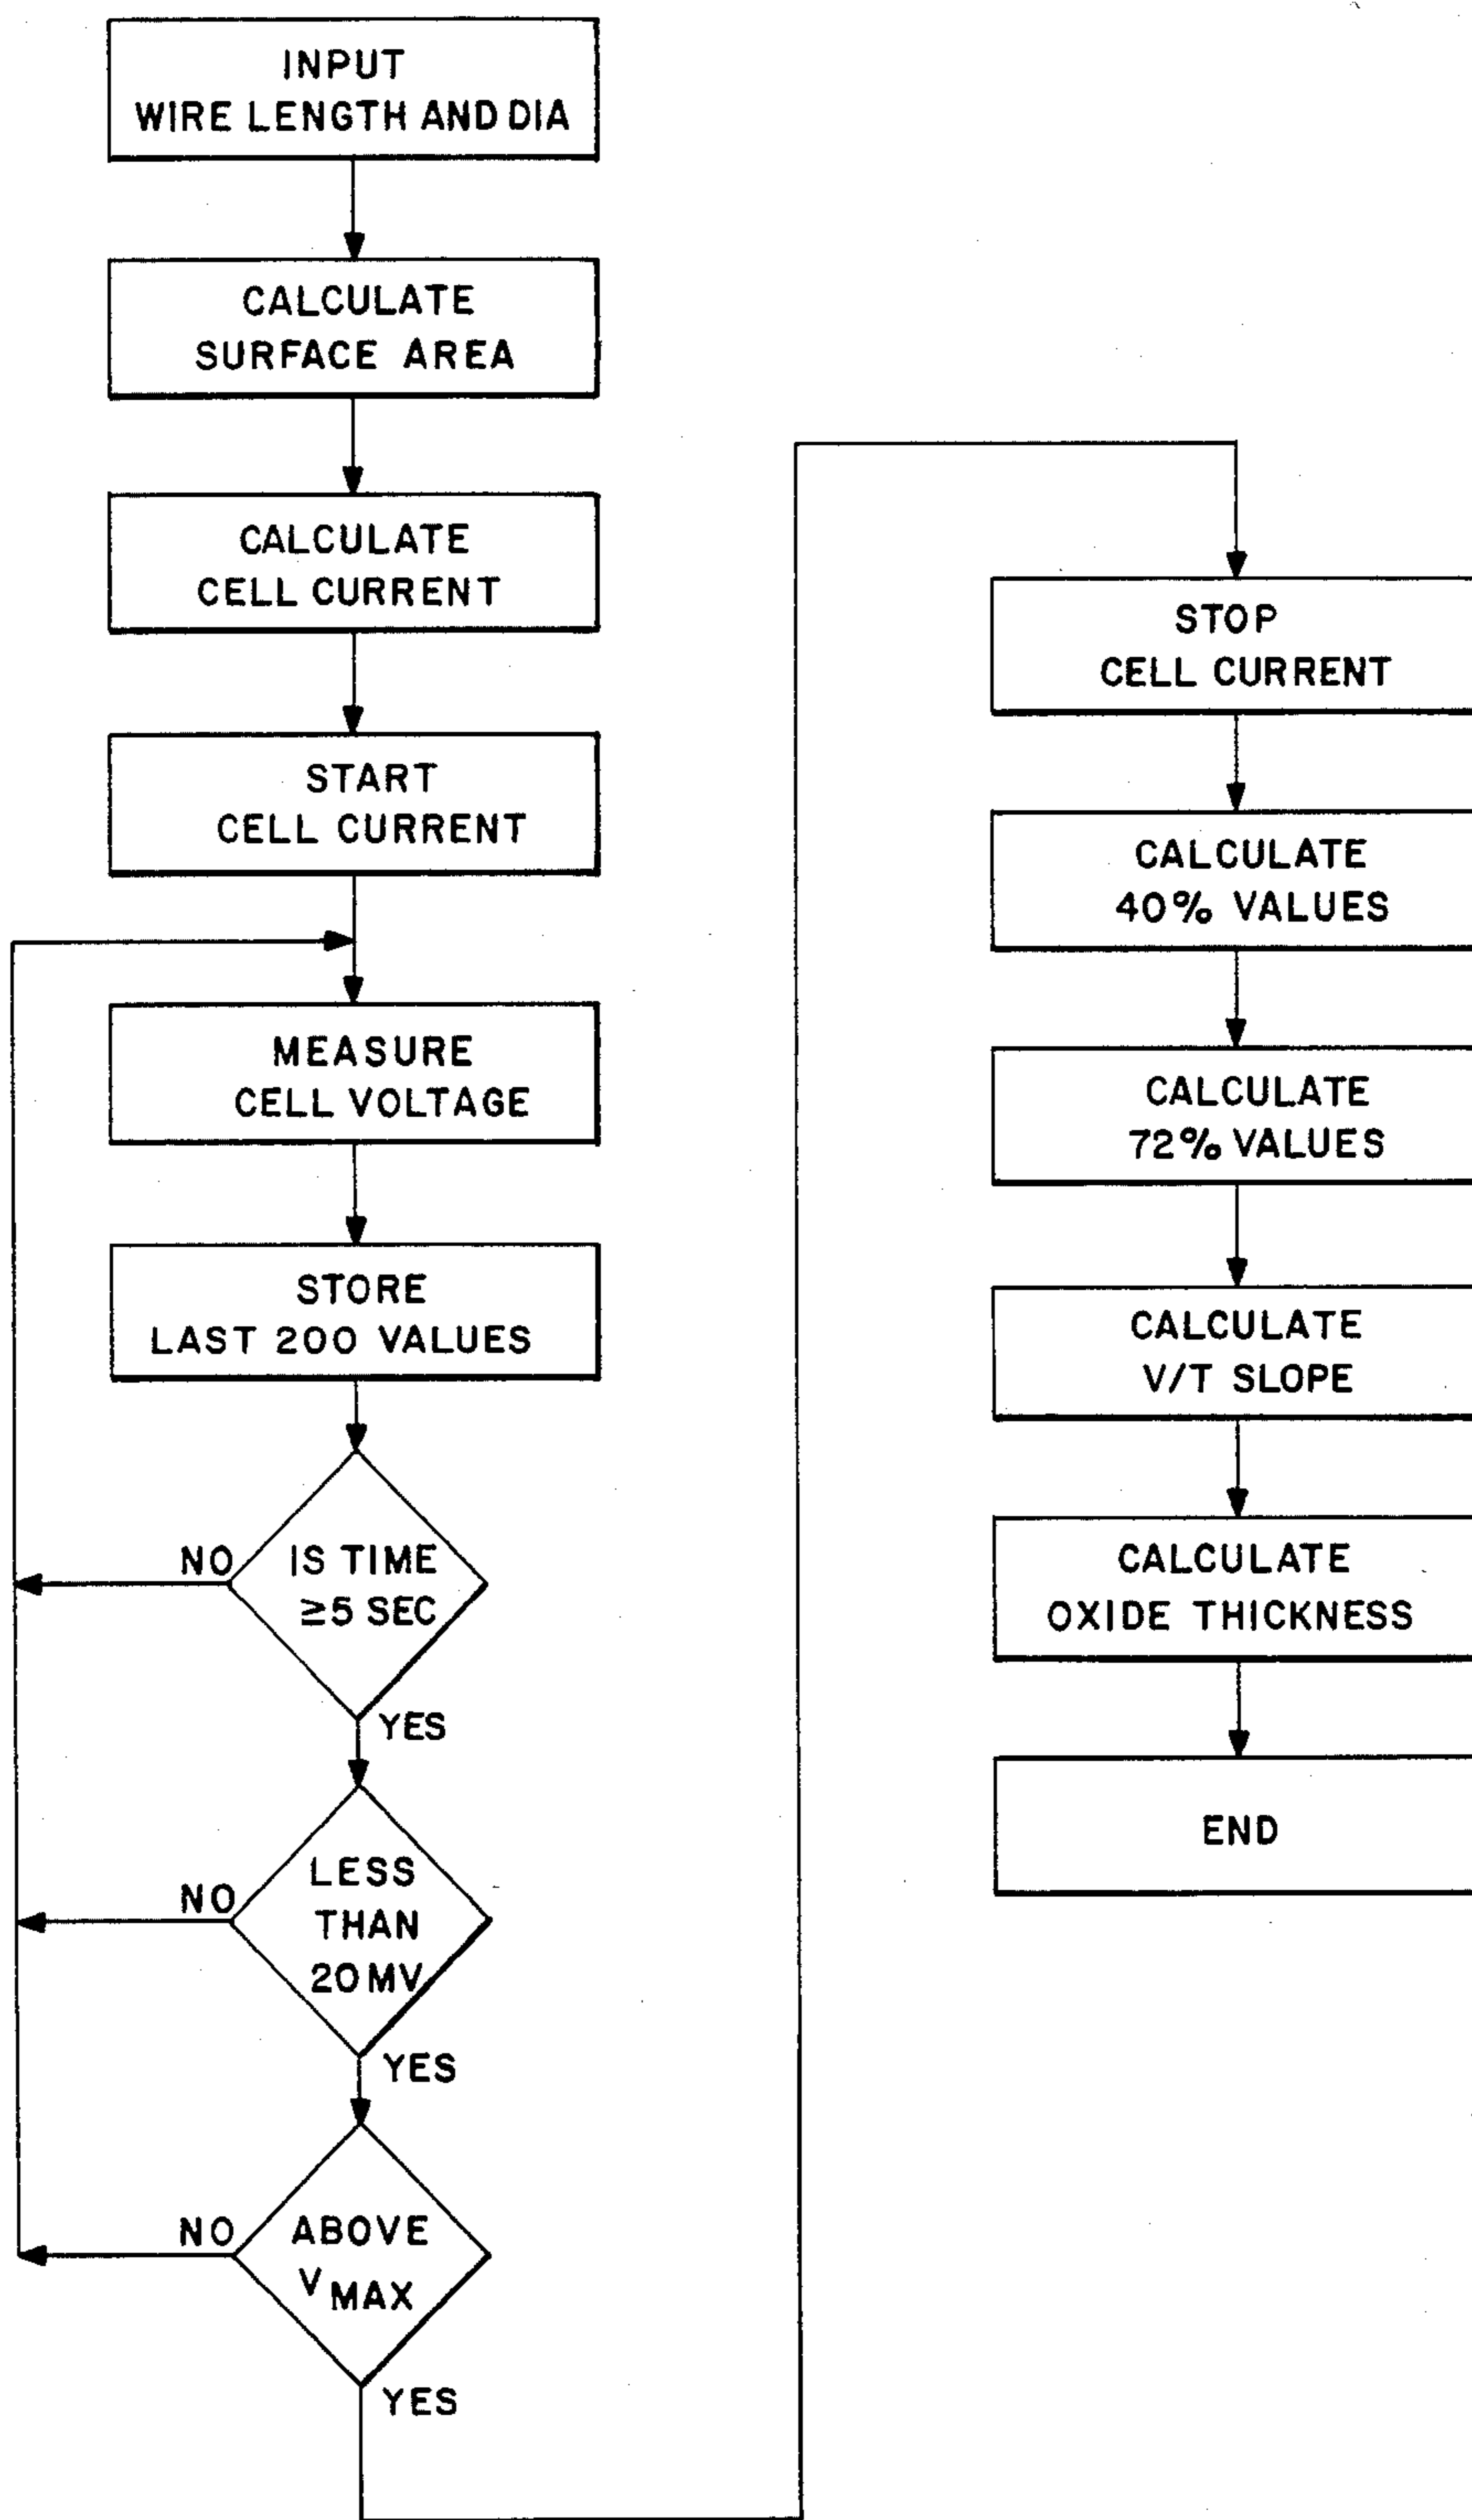 INPUT
WIRE LENGTH AND DIA
CALCULATE
SURFACE AREA
CALCULATE
CELL CURRENT
START
CELL CURRENT
MEASURE
CELL VOLTAGE
STORE
LAST 200 VALUES
NO
IS TIME
≥5 SEC
YES
NO
LESS
THAN
20 MV
YES
NO
ABOVE
VMAX
YES
STOP
CELL CURRENT
CALCULATE
40% VALUES
CALCULATE
72% VALUES
CALCULATE
V/T SLOPE
CALCULATE
OXIDE THICKNESS
END